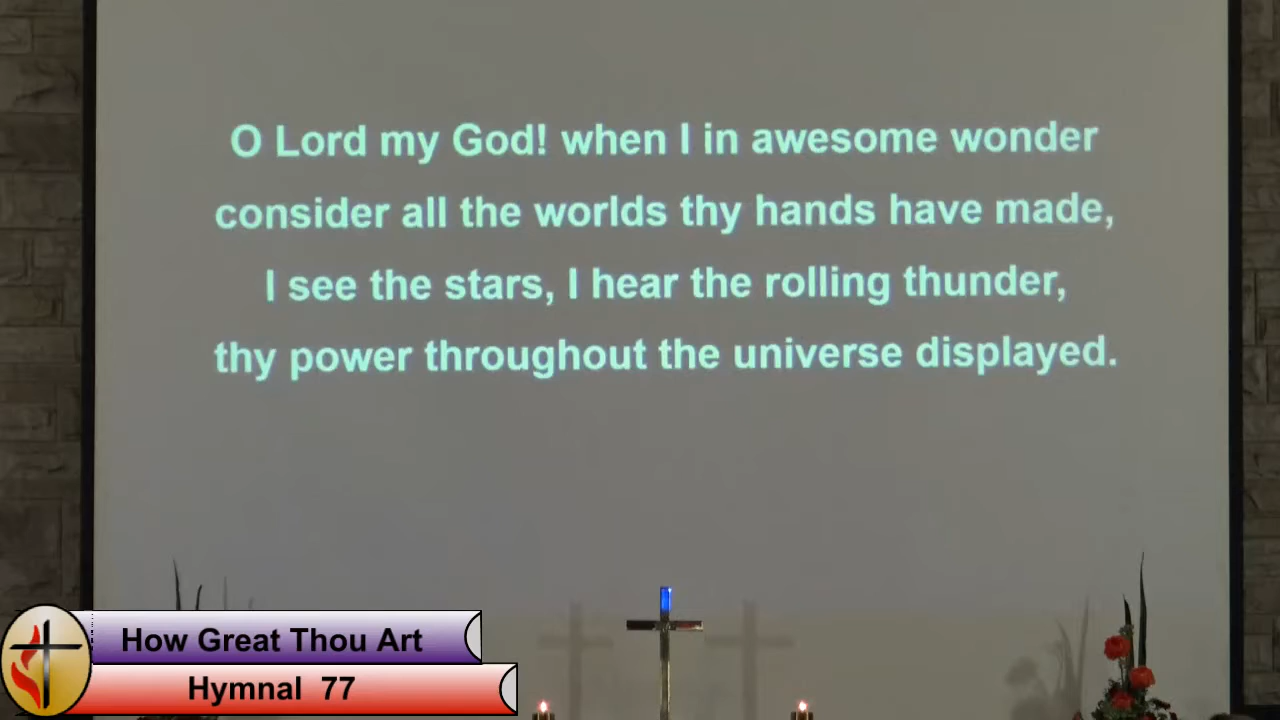 O Lord my God! when I in awesome wonder
consider all the worlds thy hands have made,
I see the stars, I hear the rolling thunder,
thy power throughout the universe displayed.
How Great Thou Art
Hymnal 77